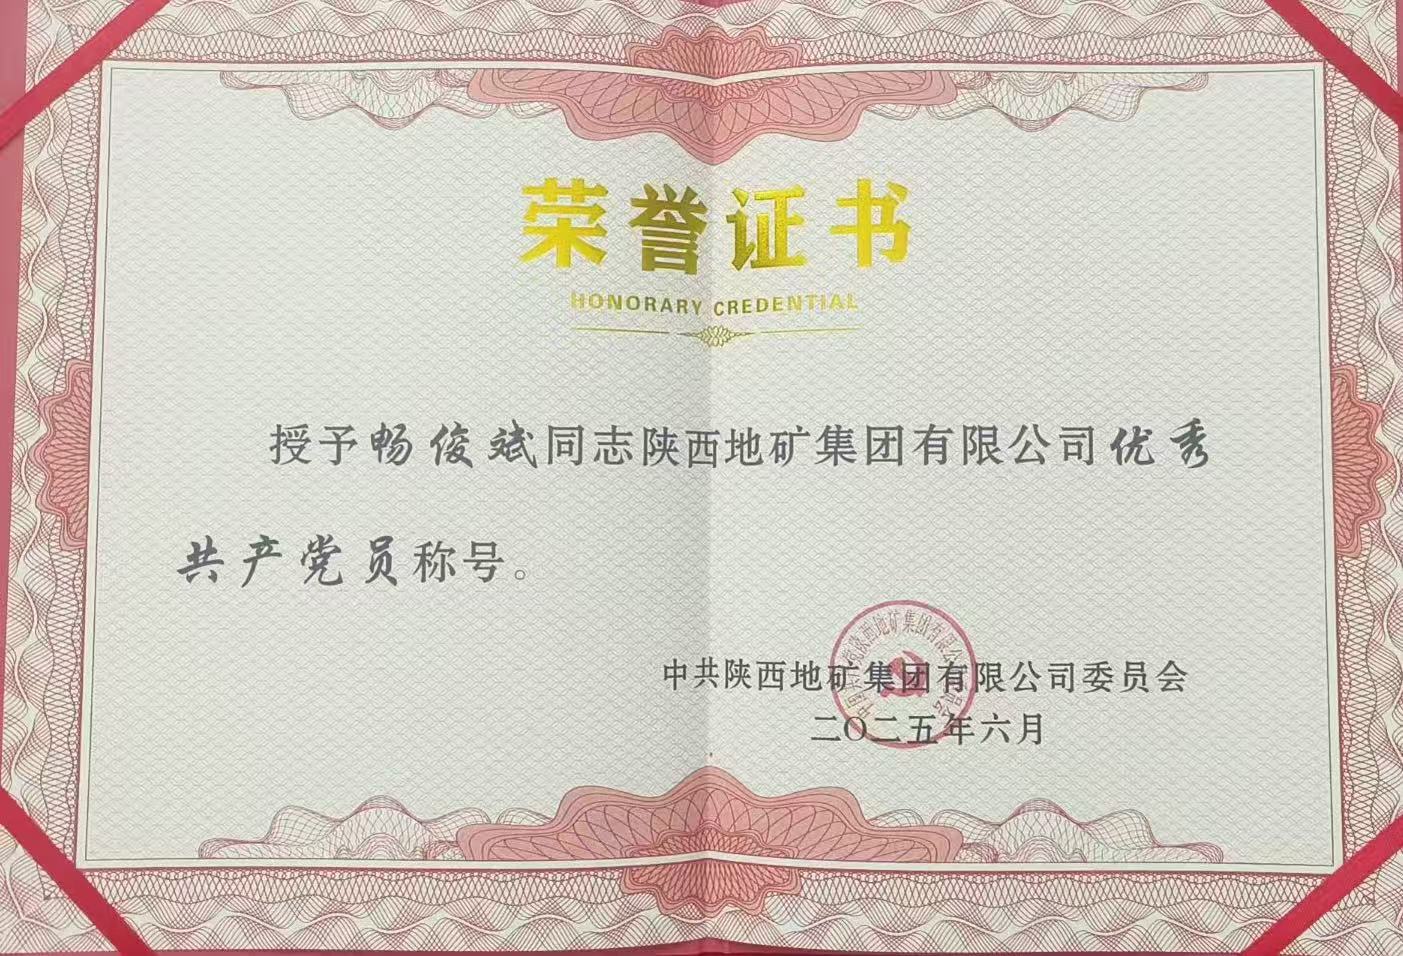 荣誉证书
HONORARY CREDENTIAL
授予畅俊斌同志陕西地矿集团有限公司优秀
共产党员称号。
中共陕西地矿集团有限公司委员会
二〇二五年六月